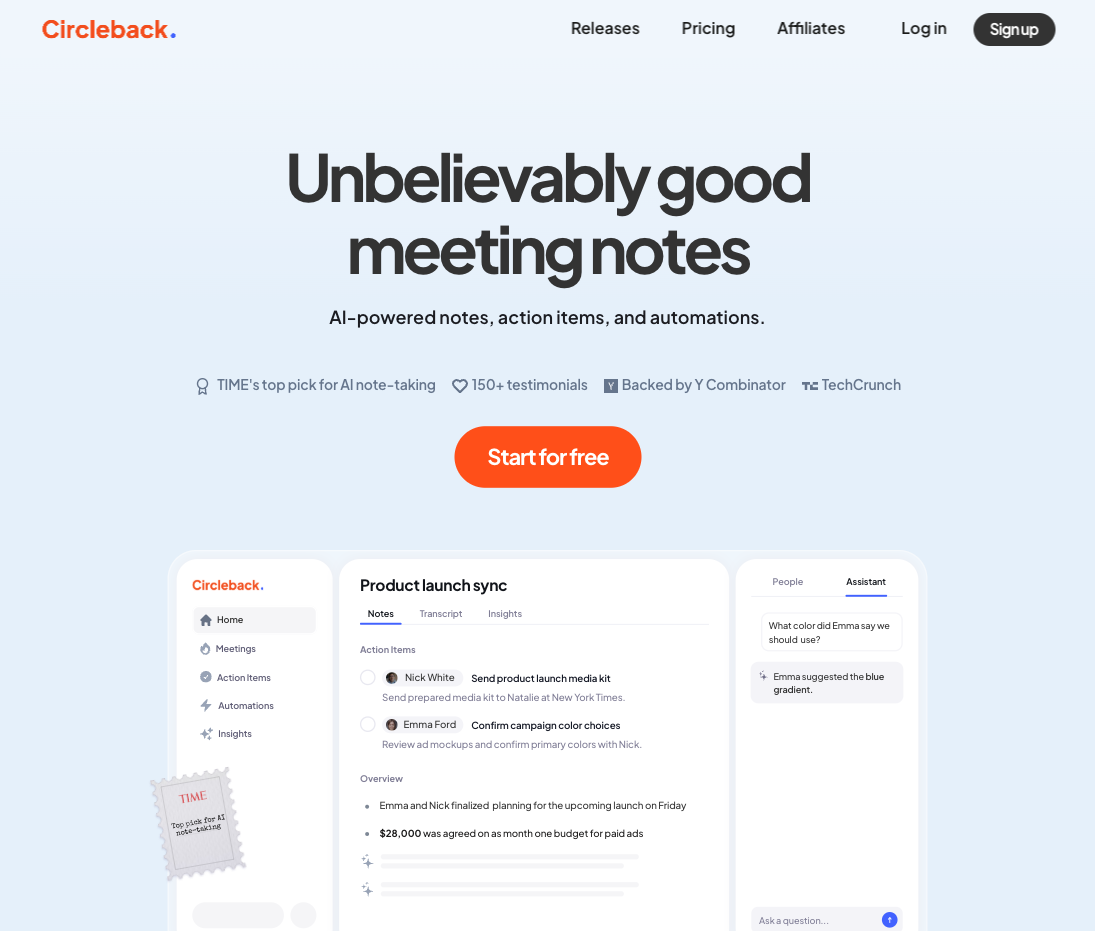 Circleback.
Releases
Pricing
Affiliates
Log in
Sign up
Unbelievably good
meeting notes
AI-powered notes, action items, and automations.
TIME's top pick for AI note-taking
150+ testimonials
Y Backed by Y Combinator
TC TechCrunch
Start for free
Circleback.
Home
Meetings
Action Items
Automations
Insights
TIME
Top pick for AI
note-taking
Product launch sync
Notes
Transcript
Insights
Action Items
Nick White
Send product launch media kit
Send prepared media kit to Natalie at New York Times.
Emma Ford
Confirm campaign color choices
Review ad mockups and confirm primary colors with Nick.
Overview
Emma and Nick finalized planning for the upcoming launch on Friday
$28,000 was agreed on as month one budget for paid ads
People
Assistant
What color did Emma say we
should use?
Emma suggested the blue
gradient.
Ask a question...